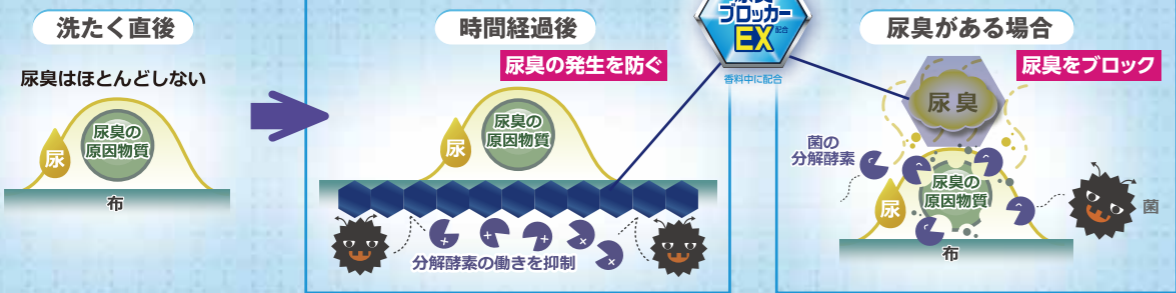 洗たく直後
尿臭はほとんどしない
尿
尿臭の
原因物質
布
時間経過後
尿臭の発生を防ぐ
尿
尿臭の
原因物質
分解酵素の働きを抑制
ブロッカー
EX
配合
香料中に配合
尿臭がある場合
尿臭をブロック
尿臭
菌の
分解酵素
尿臭の
原因物質
尿
菌
布